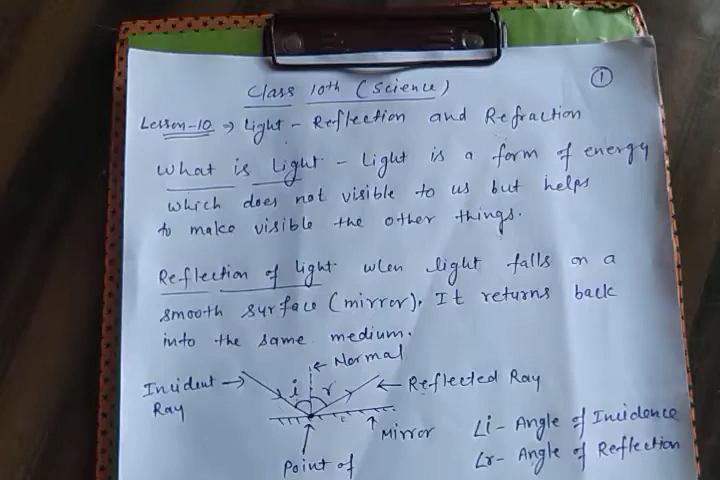 Class 10th (Science)
1
Lesson-10 → Light - Reflection and Refraction
What is Light - Light is a form of energy
which does not visible to us but helps
to make visible the other things.
Reflection of light when light falls on a
smooth surface (mirror). It returns back
into the same medium.
← Normal
Incident → i r ← Reflected Ray
Ray
Mirror
∠i - Angle of Incidence
Point of
∠r - Angle of Reflection